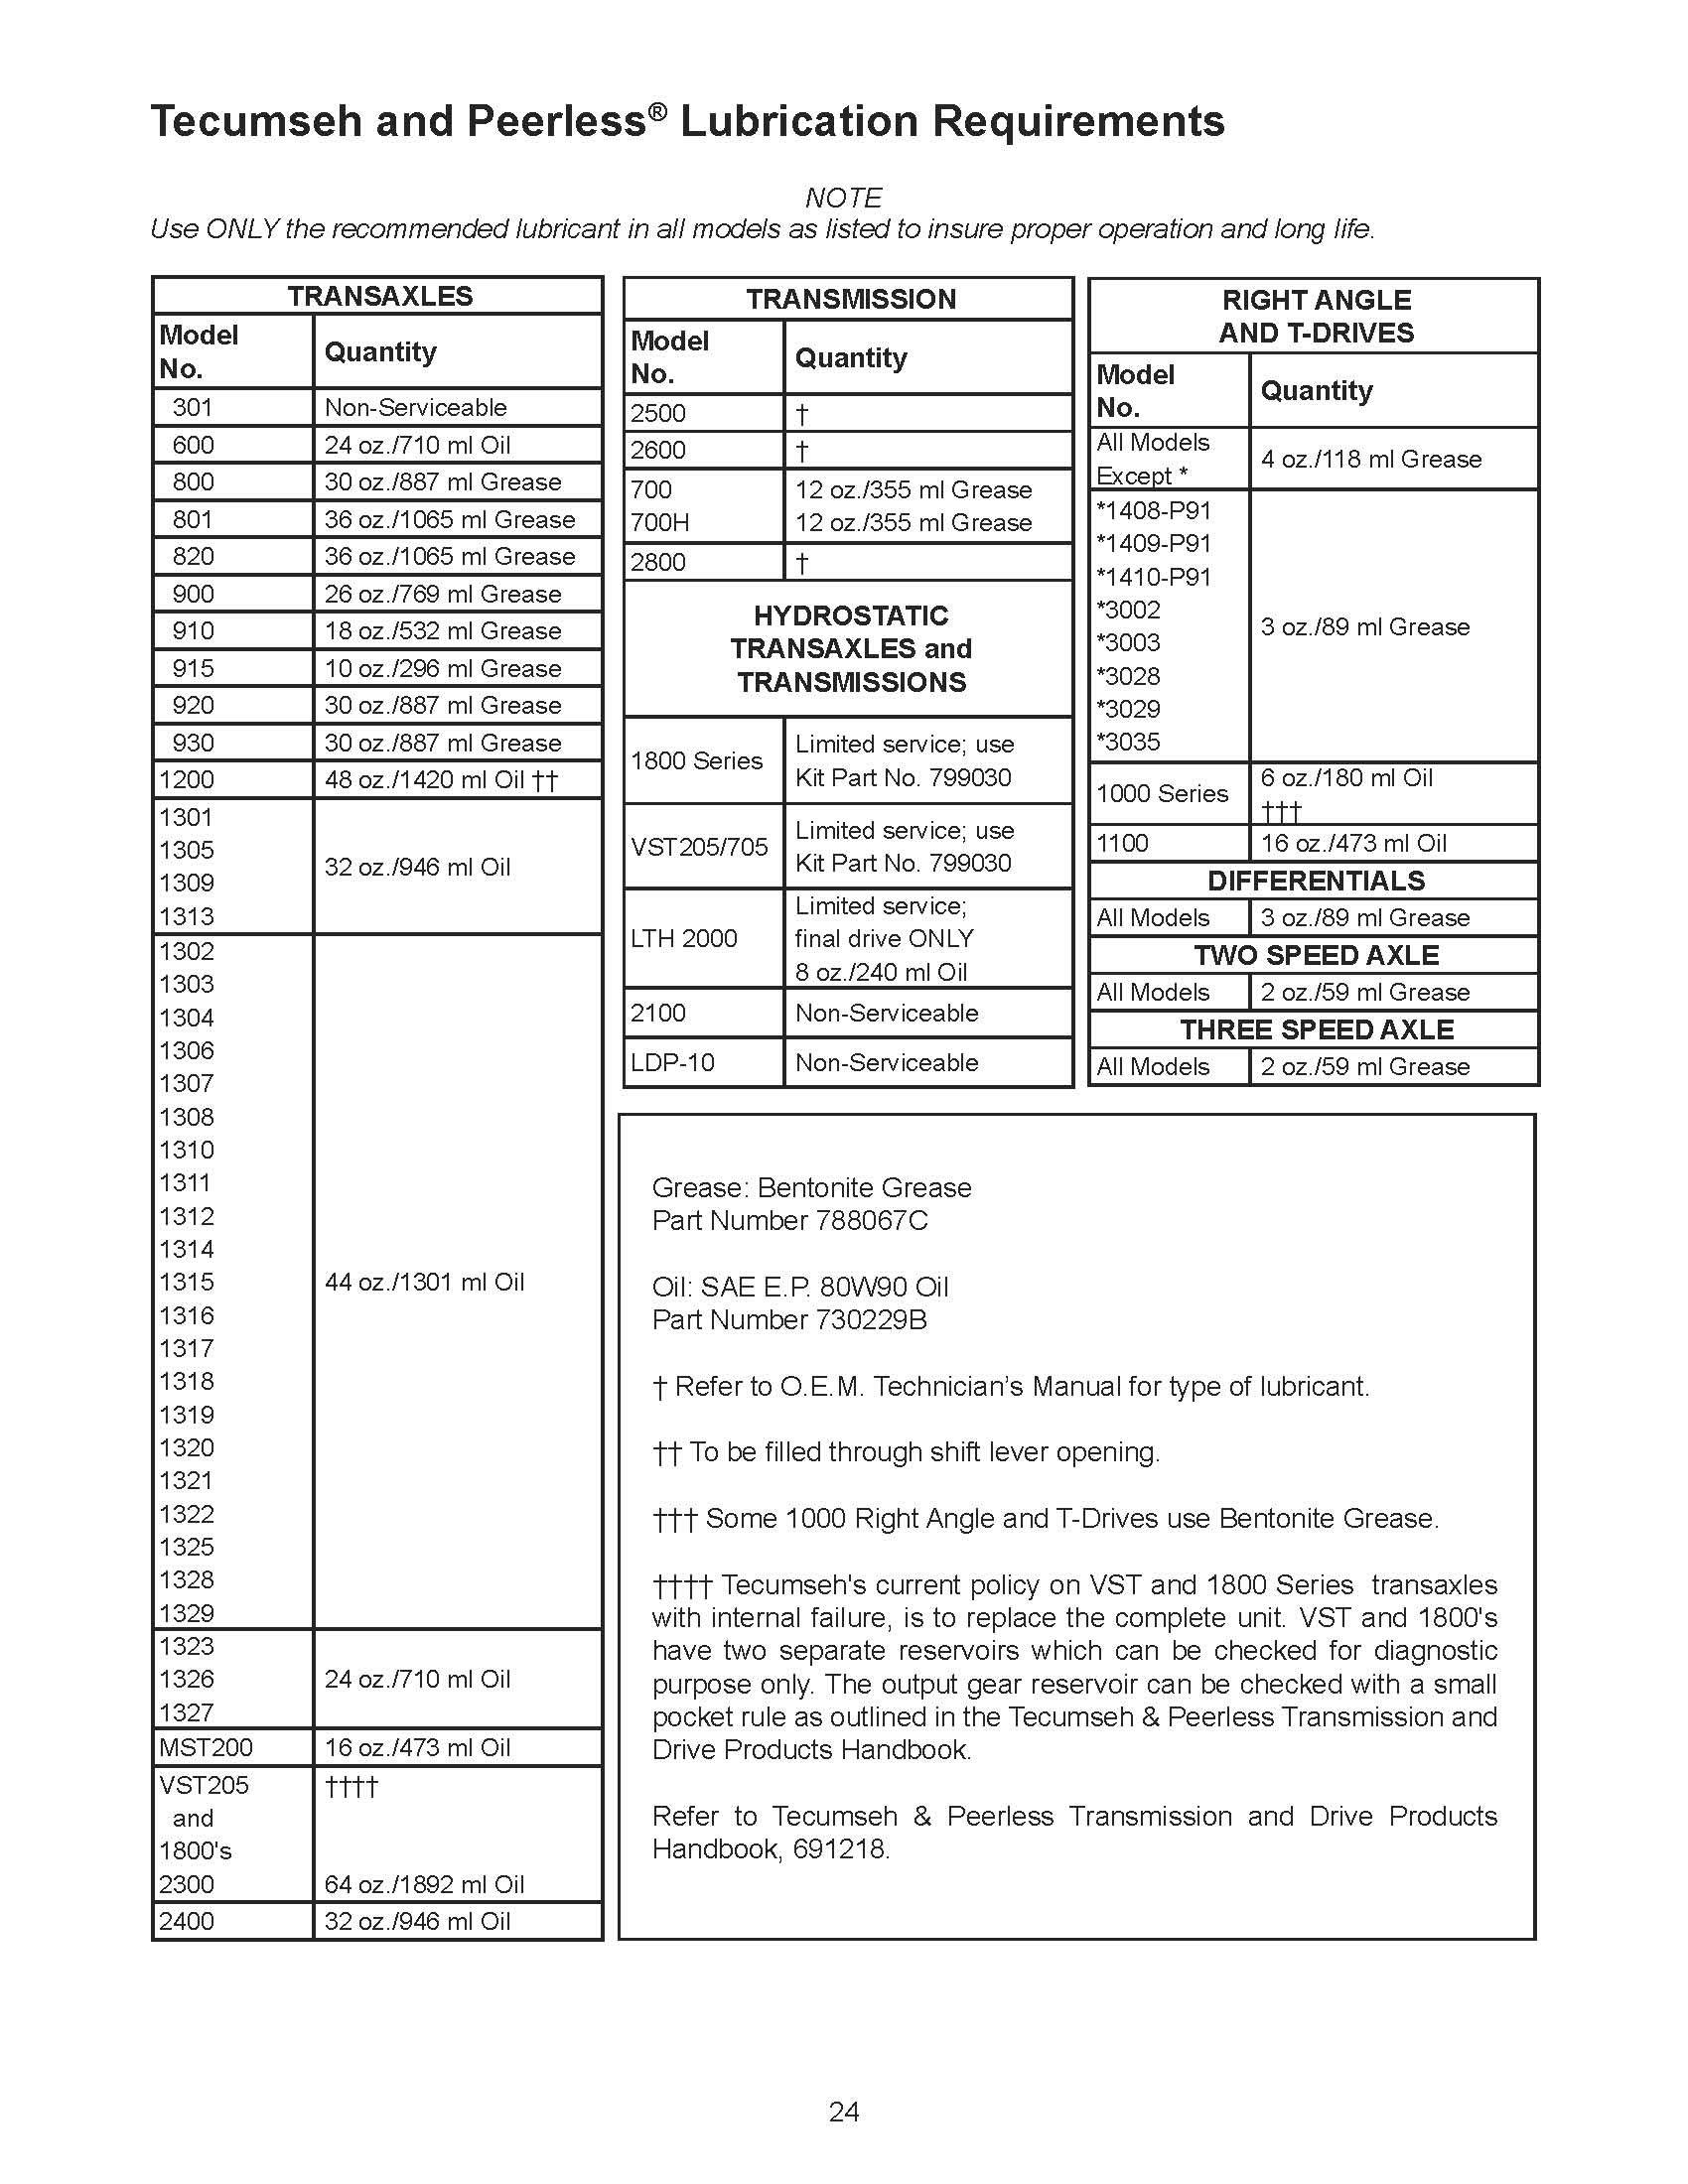 Tecumseh and Peerless® Lubrication Requirements
NOTE
Use ONLY the recommended lubricant in all models as listed to insure proper operation and long life.
TRANSAXLES
Model No. Quantity
301 Non-Serviceable
600 24 oz./710 ml Oil
800 30 oz./887 ml Grease
801 36 oz./1065 ml Grease
820 36 oz./1065 ml Grease
900 26 oz./769 ml Grease
910 18 oz./532 ml Grease
915 10 oz./296 ml Grease
920 30 oz./887 ml Grease
930 30 oz./887 ml Grease
1200 48 oz./1420 ml Oil ††
1301
1305
1309
1313
32 oz./946 ml Oil
1302
1303
1304
1306
1307
1308
1310
1311
1312
1314
1315
1316
1317
1318
1319
1320
1321
1322
1325
1328
1329
44 oz./1301 ml Oil
1323
1326
1327
24 oz./710 ml Oil
MST200 16 oz./473 ml Oil
VST205 ††††
and
1800's
2300 64 oz./1892 ml Oil
2400 32 oz./946 ml Oil
TRANSMISSION
Model No. Quantity
2500 †
2600 †
700 12 oz./355 ml Grease
700H 12 oz./355 ml Grease
2800 †
HYDROSTATIC
TRANSAXLES and
TRANSMISSIONS
1800 Series
Limited service; use
Kit Part No. 799030
VST205/705
Limited service; use
Kit Part No. 799030
LTH 2000
Limited service;
final drive ONLY
8 oz./240 ml Oil
2100 Non-Serviceable
LDP-10 Non-Serviceable
RIGHT ANGLE
AND T-DRIVES
Model No. Quantity
All Models
Except *
4 oz./118 ml Grease
*1408-P91
*1409-P91
*1410-P91
*3002
*3003
*3028
*3029
*3035
3 oz./89 ml Grease
1000 Series
6 oz./180 ml Oil
†††
1100 16 oz./473 ml Oil
DIFFERENTIALS
All Models 3 oz./89 ml Grease
TWO SPEED AXLE
All Models 2 oz./59 ml Grease
THREE SPEED AXLE
All Models 2 oz./59 ml Grease
Grease: Bentonite Grease
Part Number 788067C
Oil: SAE E.P. 80W90 Oil
Part Number 730229B
† Refer to O.E.M. Technician’s Manual for type of lubricant.
†† To be filled through shift lever opening.
††† Some 1000 Right Angle and T-Drives use Bentonite Grease.
†††† Tecumseh's current policy on VST and 1800 Series transaxles
with internal failure, is to replace the complete unit. VST and 1800's
have two separate reservoirs which can be checked for diagnostic
purpose only. The output gear reservoir can be checked with a small
pocket rule as outlined in the Tecumseh & Peerless Transmission and
Drive Products Handbook.
Refer to Tecumseh & Peerless Transmission and Drive Products
Handbook, 691218.
24